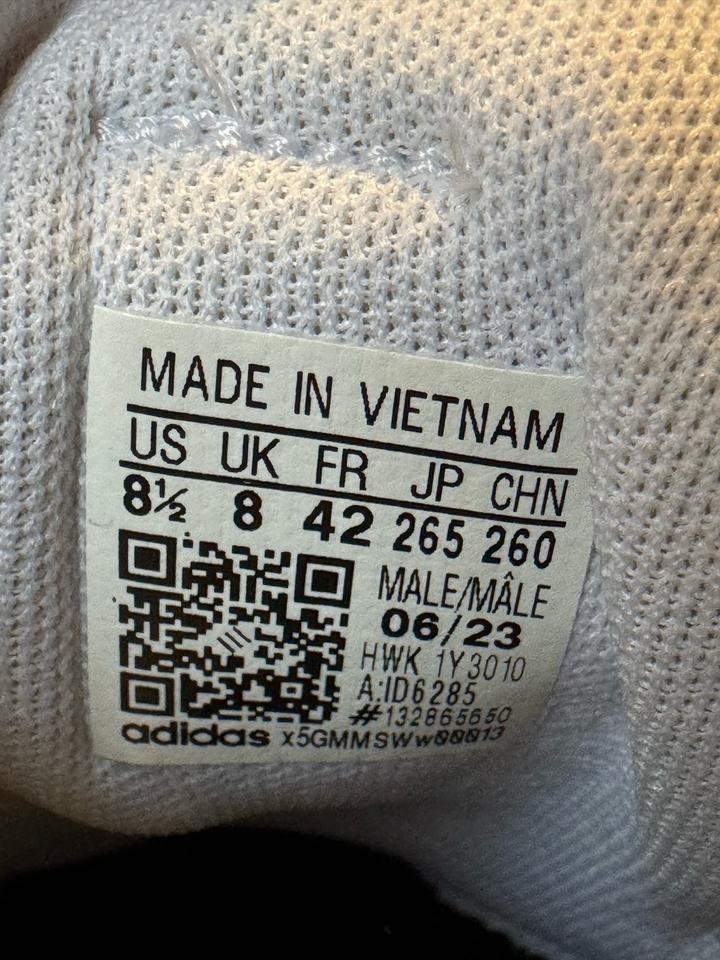 MADE IN VIETNAM
US UK FR JP CHN
8½ 8 42 265 260
MALE/MÂLE
06/23
HWK 1Y3010
A:ID6285
#132865650
adidas x5GMMSWw00013